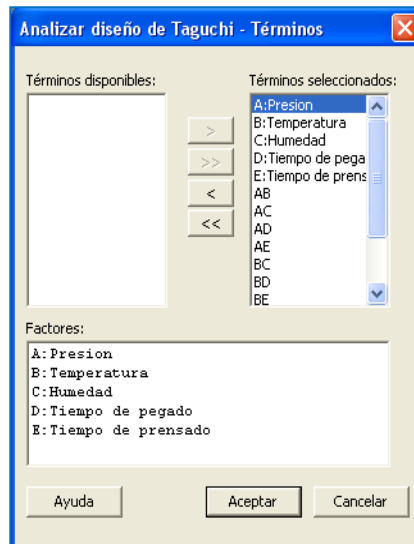 Analizar diseño de Taguchi - Términos
Términos disponibles:
Términos seleccionados:
>
>>
<
<<
A:Presion
B:Temperatura
C:Humedad
D:Tiempo de pega
E:Tiempo de prens
AB
AC
AD
AE
BC
BD
BE
Factores:
A:Presion
B:Temperatura
C:Humedad
D:Tiempo de pegado
E:Tiempo de prensado
Ayuda
Aceptar
Cancelar